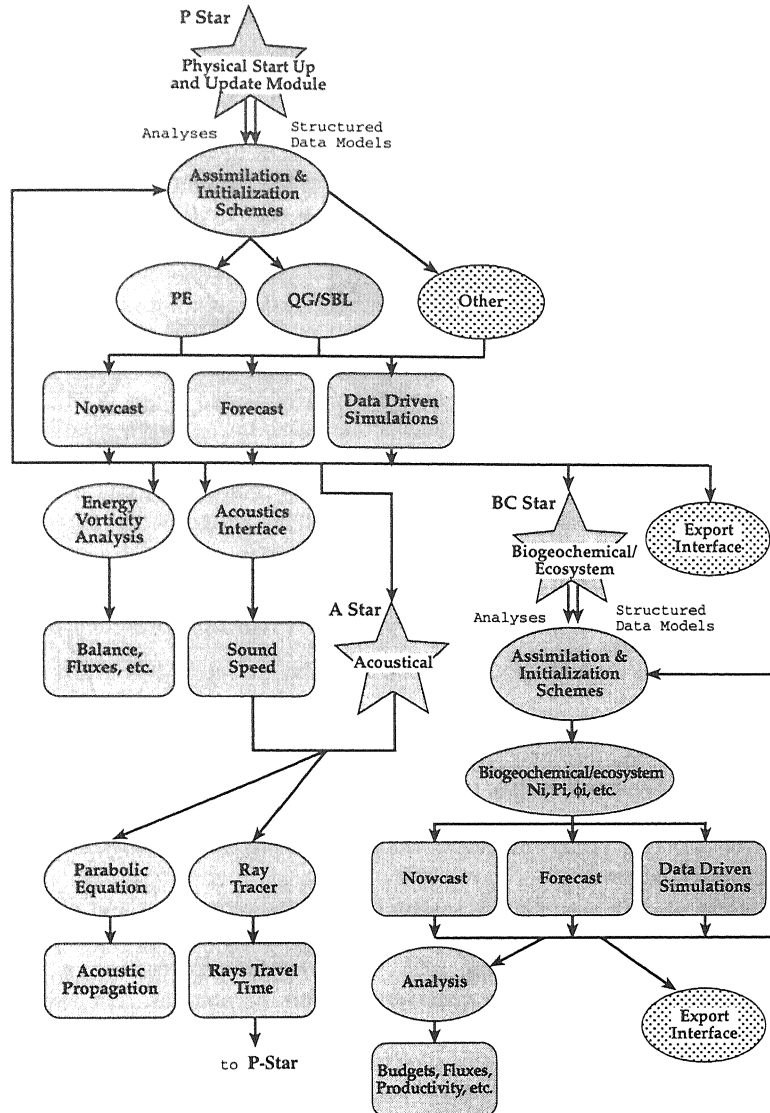 P Star
Physical Start Up
and Update Module
Analyses
Structured
Data Models
Assimilation &
Initialization
Schemes
PE
QG/SBL
Other
Nowcast
Forecast
Data Driven
Simulations
Energy
Vorticity
Analysis
Acoustics
Interface
BC Star
Biogeochemical/
Ecosystem
Export
Interface
Analyses
Structured
Data Models
Balance,
Fluxes, etc.
Sound
Speed
A Star
Acoustical
Assimilation &
Initialization
Schemes
Biogeochemical/ecosystem
Ni, Pi, ϕi, etc.
Parabolic
Equation
Ray
Tracer
Nowcast
Forecast
Data Driven
Simulations
Acoustic
Propagation
Rays Travel
Time
Analysis
Export
Interface
to P-Star
Budgets, Fluxes,
Productivity, etc.